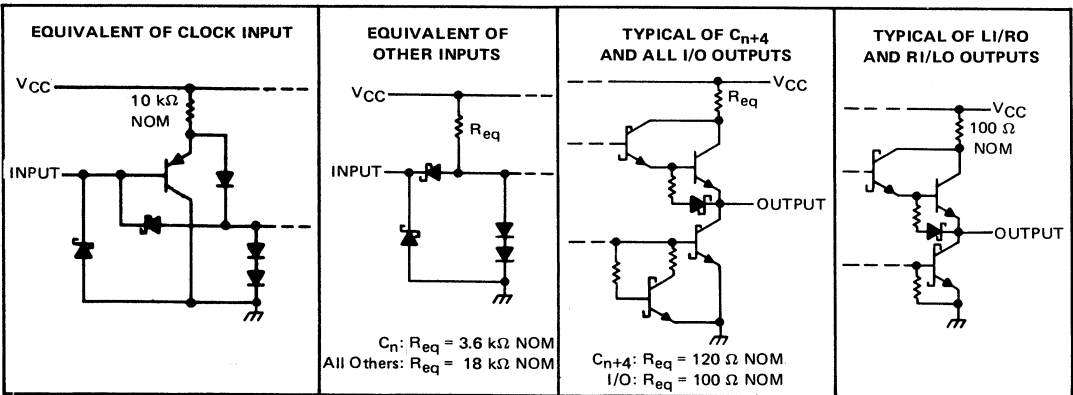 EQUIVALENT OF CLOCK INPUT
VCC
10 kΩ
NOM
INPUT
EQUIVALENT OF
OTHER INPUTS
VCC
Req
INPUT
Cn: Req = 3.6 kΩ NOM
All Others: Req = 18 kΩ NOM
TYPICAL OF Cn+4
AND ALL I/O OUTPUTS
VCC
Req
OUTPUT
Cn+4: Req = 120 Ω NOM
I/O: Req = 100 Ω NOM
TYPICAL OF LI/RO
AND RI/LO OUTPUTS
VCC
100 Ω
NOM
OUTPUT